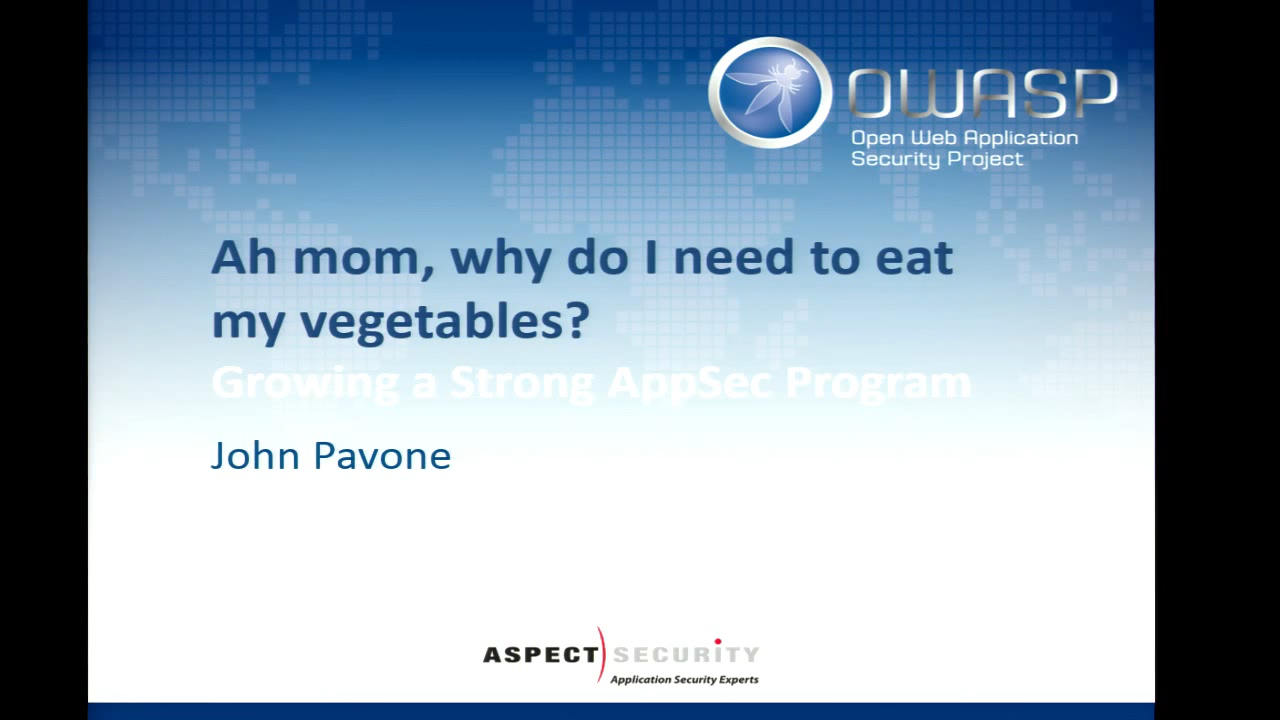 OWASP
Open Web Application
Security Project
Ah mom, why do I need to eat
my vegetables?
Growing a Strong AppSec Program
John Pavone
ASPECT SECURITY
Application Security Experts